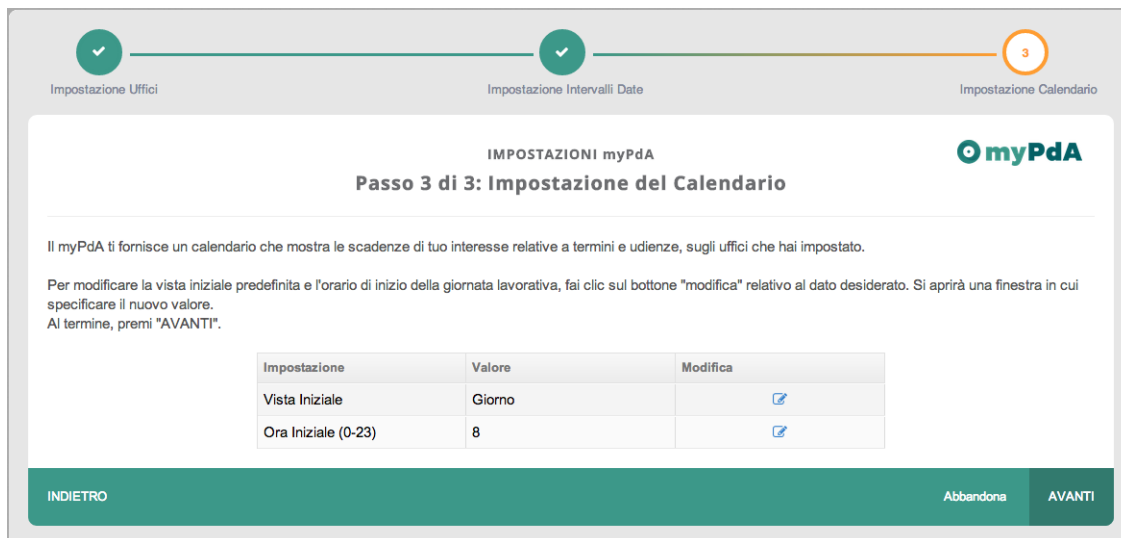 3
Impostazione Uffici
Impostazione Intervalli Date
Impostazione Calendario
IMPOSTAZIONI myPdA
myPdA
Passo 3 di 3: Impostazione del Calendario
Il myPdA ti fornisce un calendario che mostra le scadenze di tuo interesse relative a termini e udienze, sugli uffici che hai impostato.
Per modificare la vista iniziale predefinita e l'orario di inizio della giornata lavorativa, fai clic sul bottone "modifica" relativo al dato desiderato. Si aprirà una finestra in cui
specificare il nuovo valore.
Al termine, premi "AVANTI".
Impostazione Valore Modifica
Vista Iniziale Giorno
Ora Iniziale (0-23) 8
INDIETRO Abbandona AVANTI